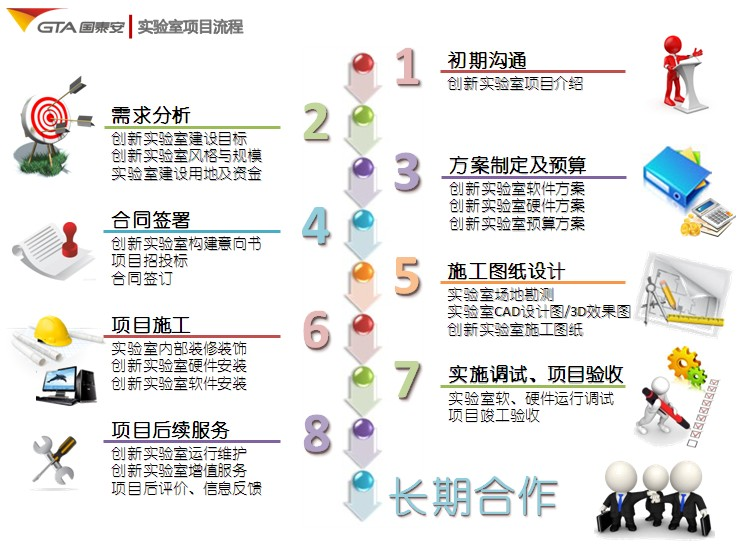 GTA 国泰安 实验室项目流程
1 初期沟通
创新实验室项目介绍
2 需求分析
创新实验室建设目标
创新实验室风格与规模
实验室建设用地及资金
3 方案制定及预算
创新实验室软件方案
创新实验室硬件方案
创新实验室预算方案
4 合同签署
创新实验室构建意向书
项目招投标
合同签订
5 施工图纸设计
实验室场地勘测
实验室CAD设计图/3D效果图
创新实验室施工图纸
6 项目施工
实验室内部装修装饰
创新实验室硬件安装
创新实验室软件安装
7 实施调试、项目验收
实验室软、硬件运行调试
项目竣工验收
8 项目后续服务
创新实验室运行维护
创新实验室增值服务
项目后评价、信息反馈
长期合作